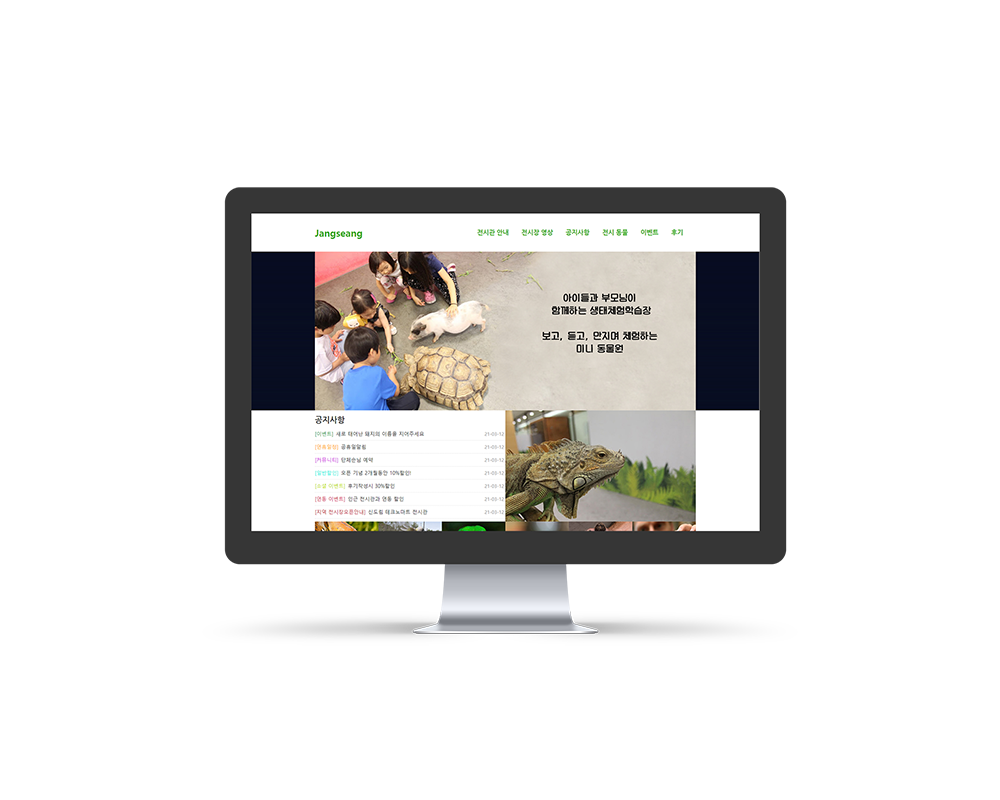 Jangseang
전시관 안내 전시장 영상 공지사항 전시 동물 이벤트 후기
아이들과 부모님이
함께하는 생태체험학습장
보고, 듣고, 만지며 체험하는
미니 동물원
공지사항
[이벤트] 새로 태어난 돼지의 이름을 지어주세요 21-03-12
[연휴일정] 공휴일알림 21-03-12
[커뮤니티] 단체손님 예약 21-03-12
[일반할인] 오픈 기념 2개월동안 10%할인! 21-03-12
[소셜 이벤트] 후기작성시 30%할인 21-03-12
[연동 이벤트] 인근 전시관과 연동 할인 21-03-12
[지역 전시장오픈안내] 신도림 테크노마트 전시관 21-03-12